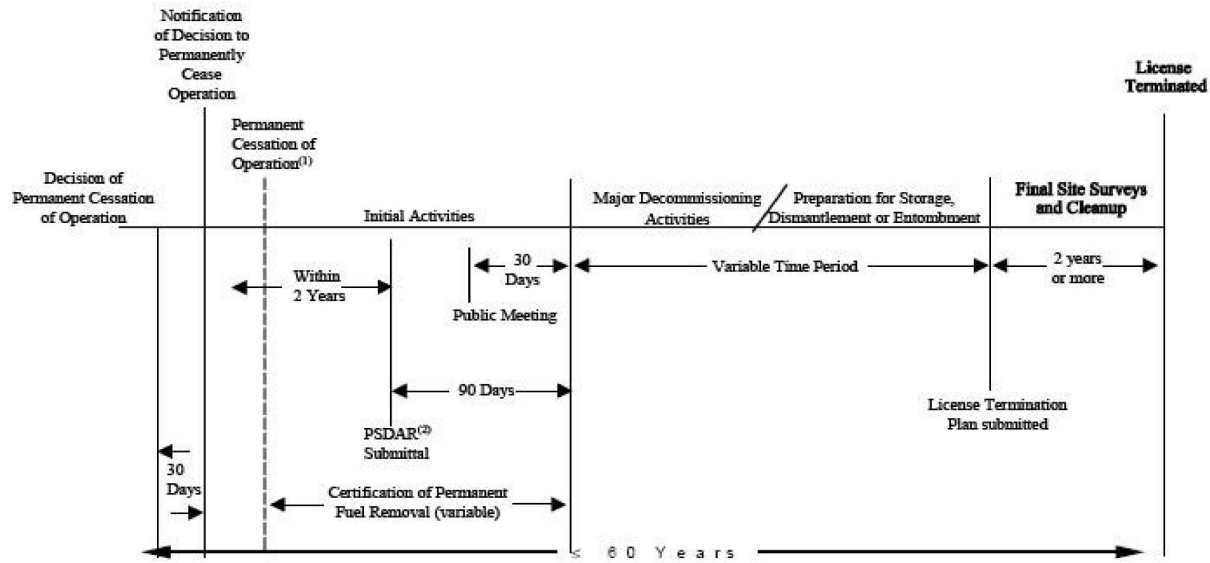 Notification
of Decision to
Permanently
Cease
Operation
License
Terminated
Permanent
Cessation of
Operation(1)
Decision of
Permanent Cessation
of Operation
Initial Activities
Major Decommissioning
Activities
Preparation for Storage,
Dismantlement or Entombment
Final Site Surveys
and Cleanup
Within
2 Years
30
Days
Public Meeting
Variable Time Period
2 years
or more
90 Days
PSDAR(2)
Submittal
License Termination
Plan submitted
30
Days
Certification of Permanent
Fuel Removal (variable)
≤ 60 Years